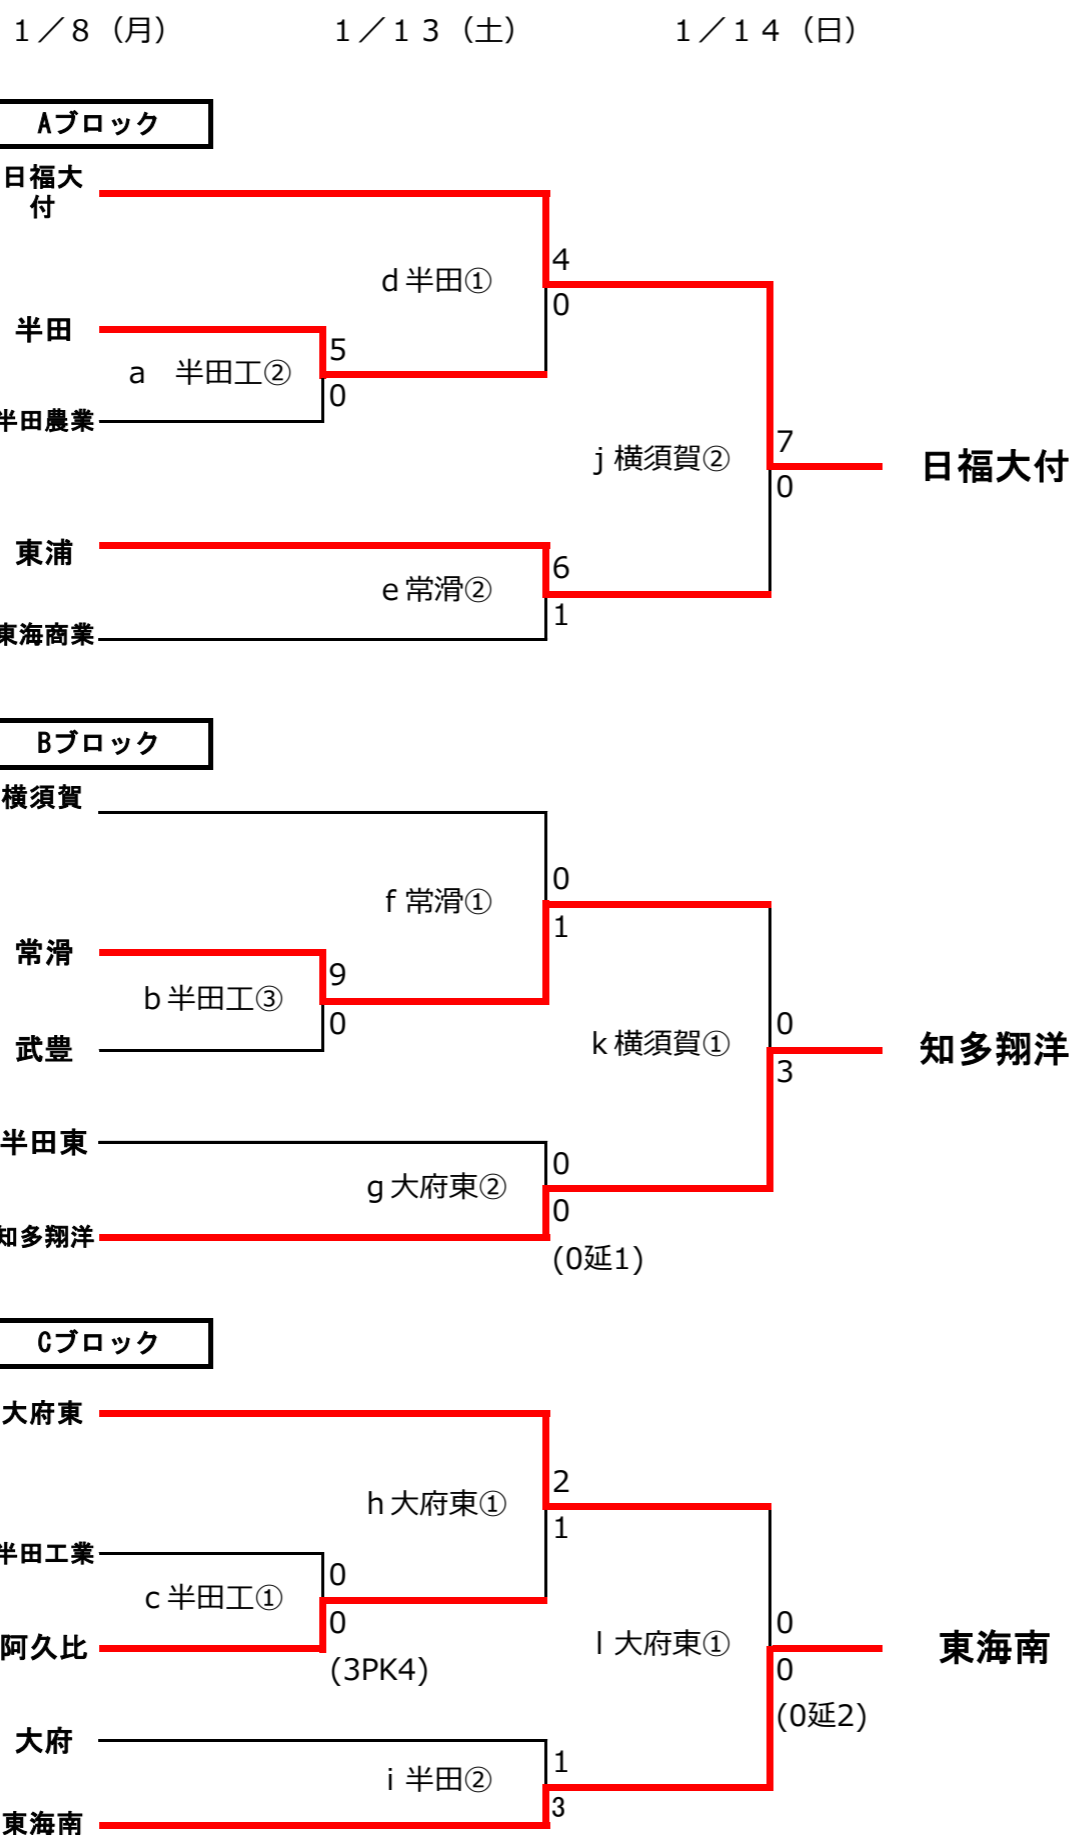 １／８（月）　１／１３（土）　１／１４（日）
Aブロック
日福大
付
4
d 半田①
0
半田
5
a　半田工②
0
半田農業
7
j 横須賀②
日福大付
0
東浦
6
e 常滑②
1
東海商業
Bブロック
横須賀
0
f 常滑①
1
常滑
9
b 半田工③
0
0
k 横須賀①
知多翔洋
武豊
3
半田東
0
g 大府東②
0
知多翔洋
(0延1)
Cブロック
大府東
2
h 大府東①
1
半田工業
0
c 半田工①
0
0
阿久比
l 大府東①
東海南
(3PK4)
0
(0延2)
大府
1
i 半田②
3
東海南